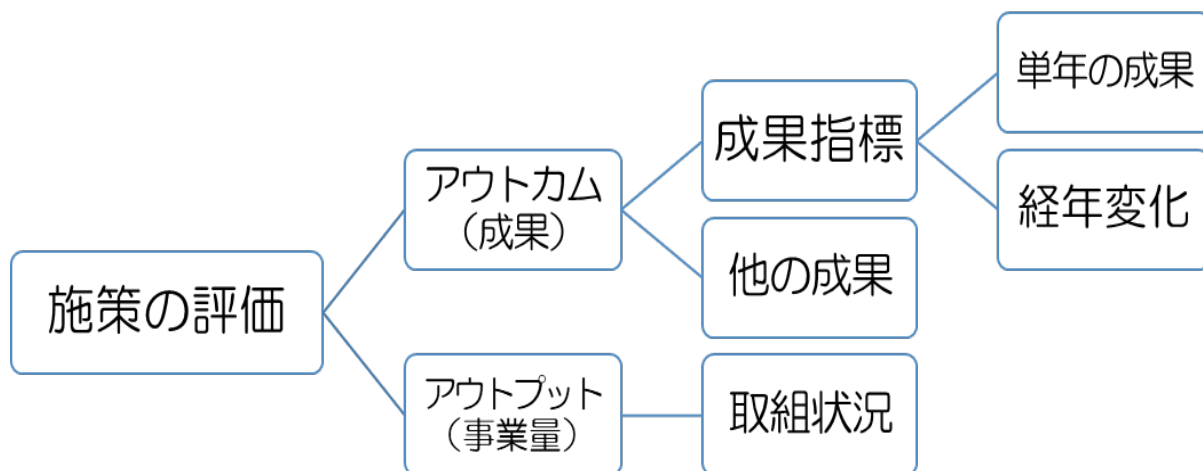 施策の評価
アウトカム
（成果）
成果指標
単年の成果
経年変化
他の成果
アウトプット
（事業量）
取組状況